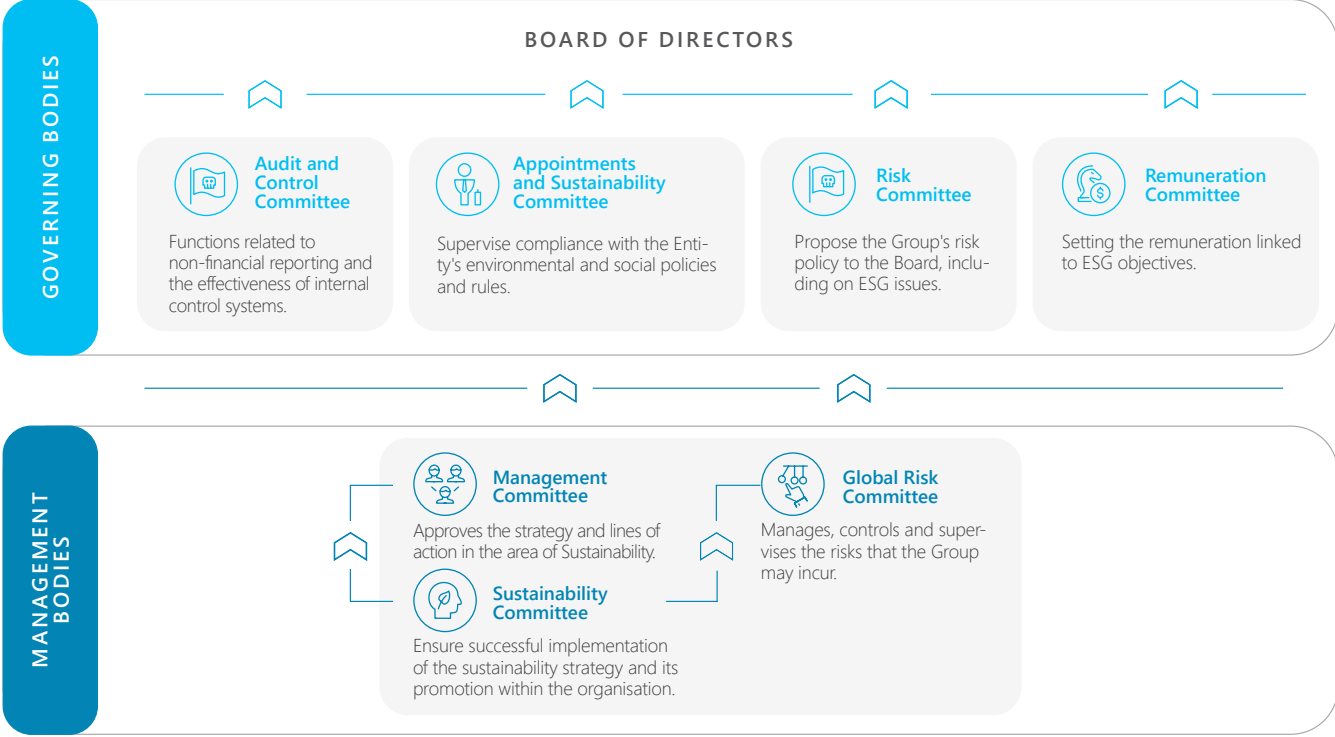 GOVERNING BODIES
BOARD OF DIRECTORS
Audit and
Control
Committee
Functions related to
non-financial reporting and
the effectiveness of internal
control systems.
Appointments
and Sustainability
Committee
Supervise compliance with the Enti-
ty's environmental and social policies
and rules.
Risk
Committee
Propose the Group's risk
policy to the Board, inclu-
ding on ESG issues.
Remuneration
Committee
Setting the remuneration linked
to ESG objectives.
MANAGEMENT
BODIES
Management
Committee
Approves the strategy and lines of
action in the area of Sustainability.
Sustainability
Committee
Ensure successful implementation
of the sustainability strategy and its
promotion within the organisation.
Global Risk
Committee
Manages, controls and super-
vises the risks that the Group
may incur.